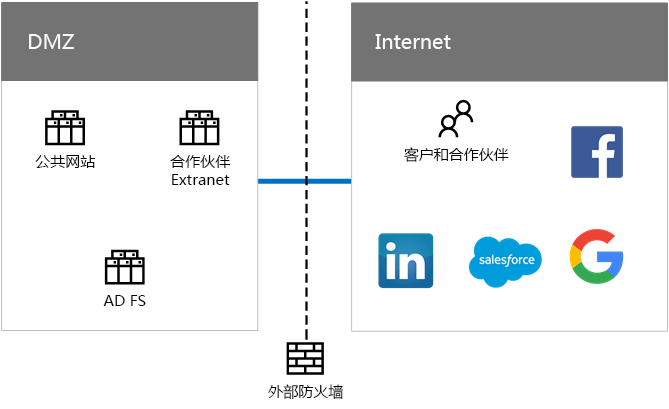 DMZ
Internet
公共网站
合作伙伴
Extranet
AD FS
客户和合作伙伴
f
in
salesforce
G
外部防火墙